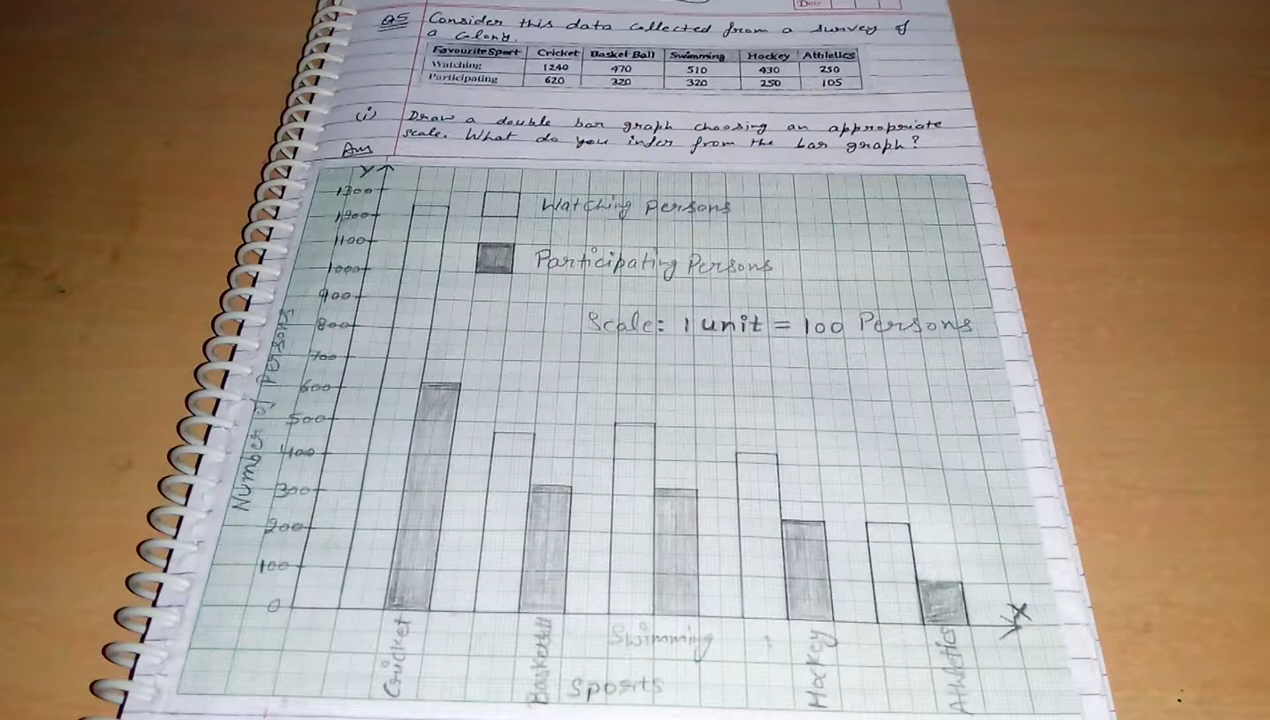 Date
Q5 Consider this data collected from a survey of
a colony.
Favourite Sport Cricket Basket Ball Swimming Hockey Athletics
Watching 1240 470 510 430 250
Participating 620 320 320 250 105
(i) Draw a double bar graph choosing an appropriate
scale. What do you infer from the bar graph?
Ans
Y
1300
1200
1100
1000
900
800
700
600
500
400
300
200
100
0
Number of Persons
Watching Persons
Participating Persons
Scale: 1 unit = 100 Persons
X
Cricket
Basketball
Swimming
Hockey
Athletics
Sports